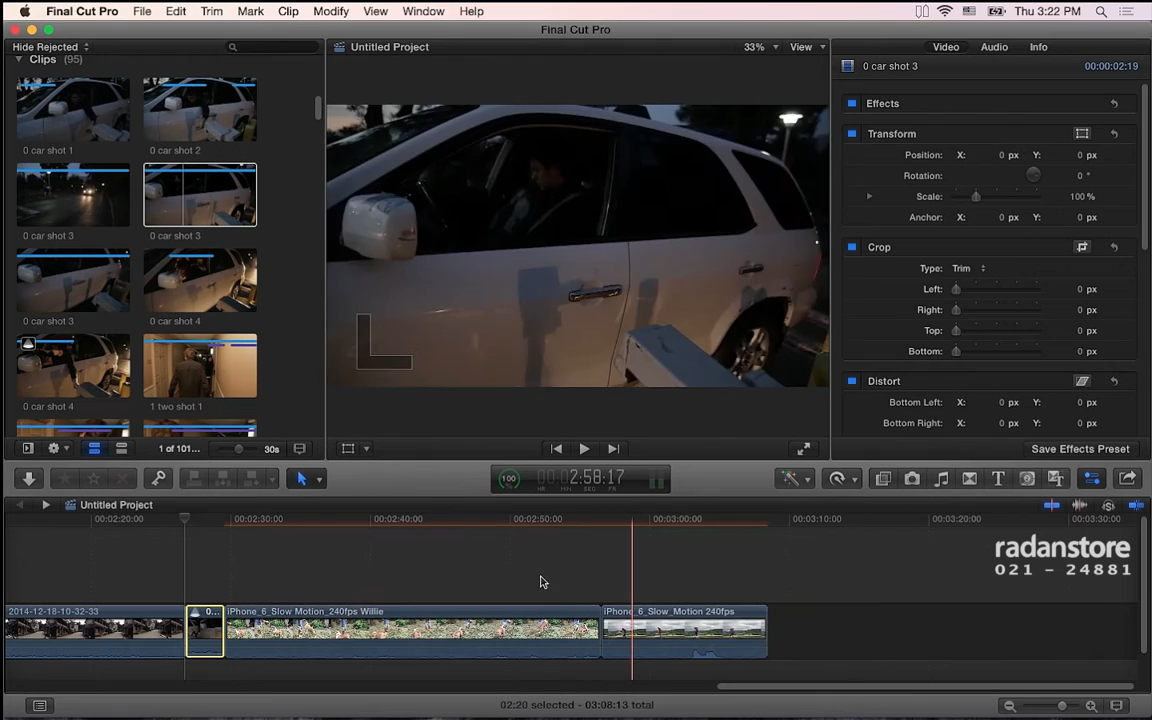 Final Cut Pro File Edit Trim Mark Clip Modify View Window Help Thu 3:22 PM
Final Cut Pro
Hide Rejected Untitled Project 33% View Video Audio Info
Clips (95)
0 car shot 3 00:00:02:19
Effects
Transform
Position: X: 0 px Y: 0 px
Rotation: 0 °
Scale: 100 %
Anchor: X: 0 px Y: 0 px
Crop
Type: Trim
Left: 0 px
Right: 0 px
Top: 0 px
Bottom: 0 px
Distort
Bottom Left: X: 0 px Y: 0 px
Bottom Right: X: 0 px Y: 0 px
Save Effects Preset
0 car shot 1 0 car shot 2
0 car shot 3 0 car shot 3
0 car shot 3 0 car shot 4
0 car shot 4 1 two shot 1
1 of 101... 30s
100 2:58:17
HR MIN SEC FR
Untitled Project
00:02:20:00 00:02:30:00 00:02:40:00 00:02:50:00 00:03:00:00 00:03:10:00 00:03:20:00 00:03:30:00
radanstore
021 - 24881
2014-12-18-10-32-33 0... iPhone_6_Slow Motion_240fps Willie iPhone_6_Slow_Motion 240fps
02:20 selected - 03:08:13 total